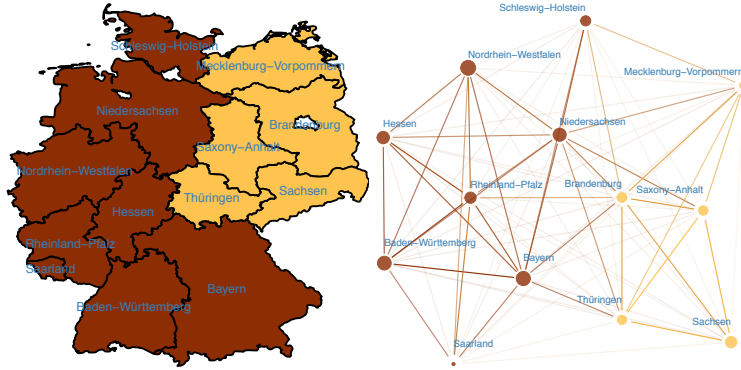 Schleswig–Holstein
Mecklenburg–Vorpommern
Niedersachsen
Brandenburg
Saxony–Anhalt
Nordrhein–Westfalen
Sachsen
Thüringen
Hessen
Rheinland–Pfalz
Saarland
Bayern
Baden–Württemberg
Schleswig–Holstein
Nordrhein–Westfalen
Mecklenburg–Vorpommern
Hessen
Niedersachsen
Rheinland–Pfalz
Brandenburg
Saxony–Anhalt
Baden–Württemberg
Bayern
Thüringen
Sachsen
Saarland